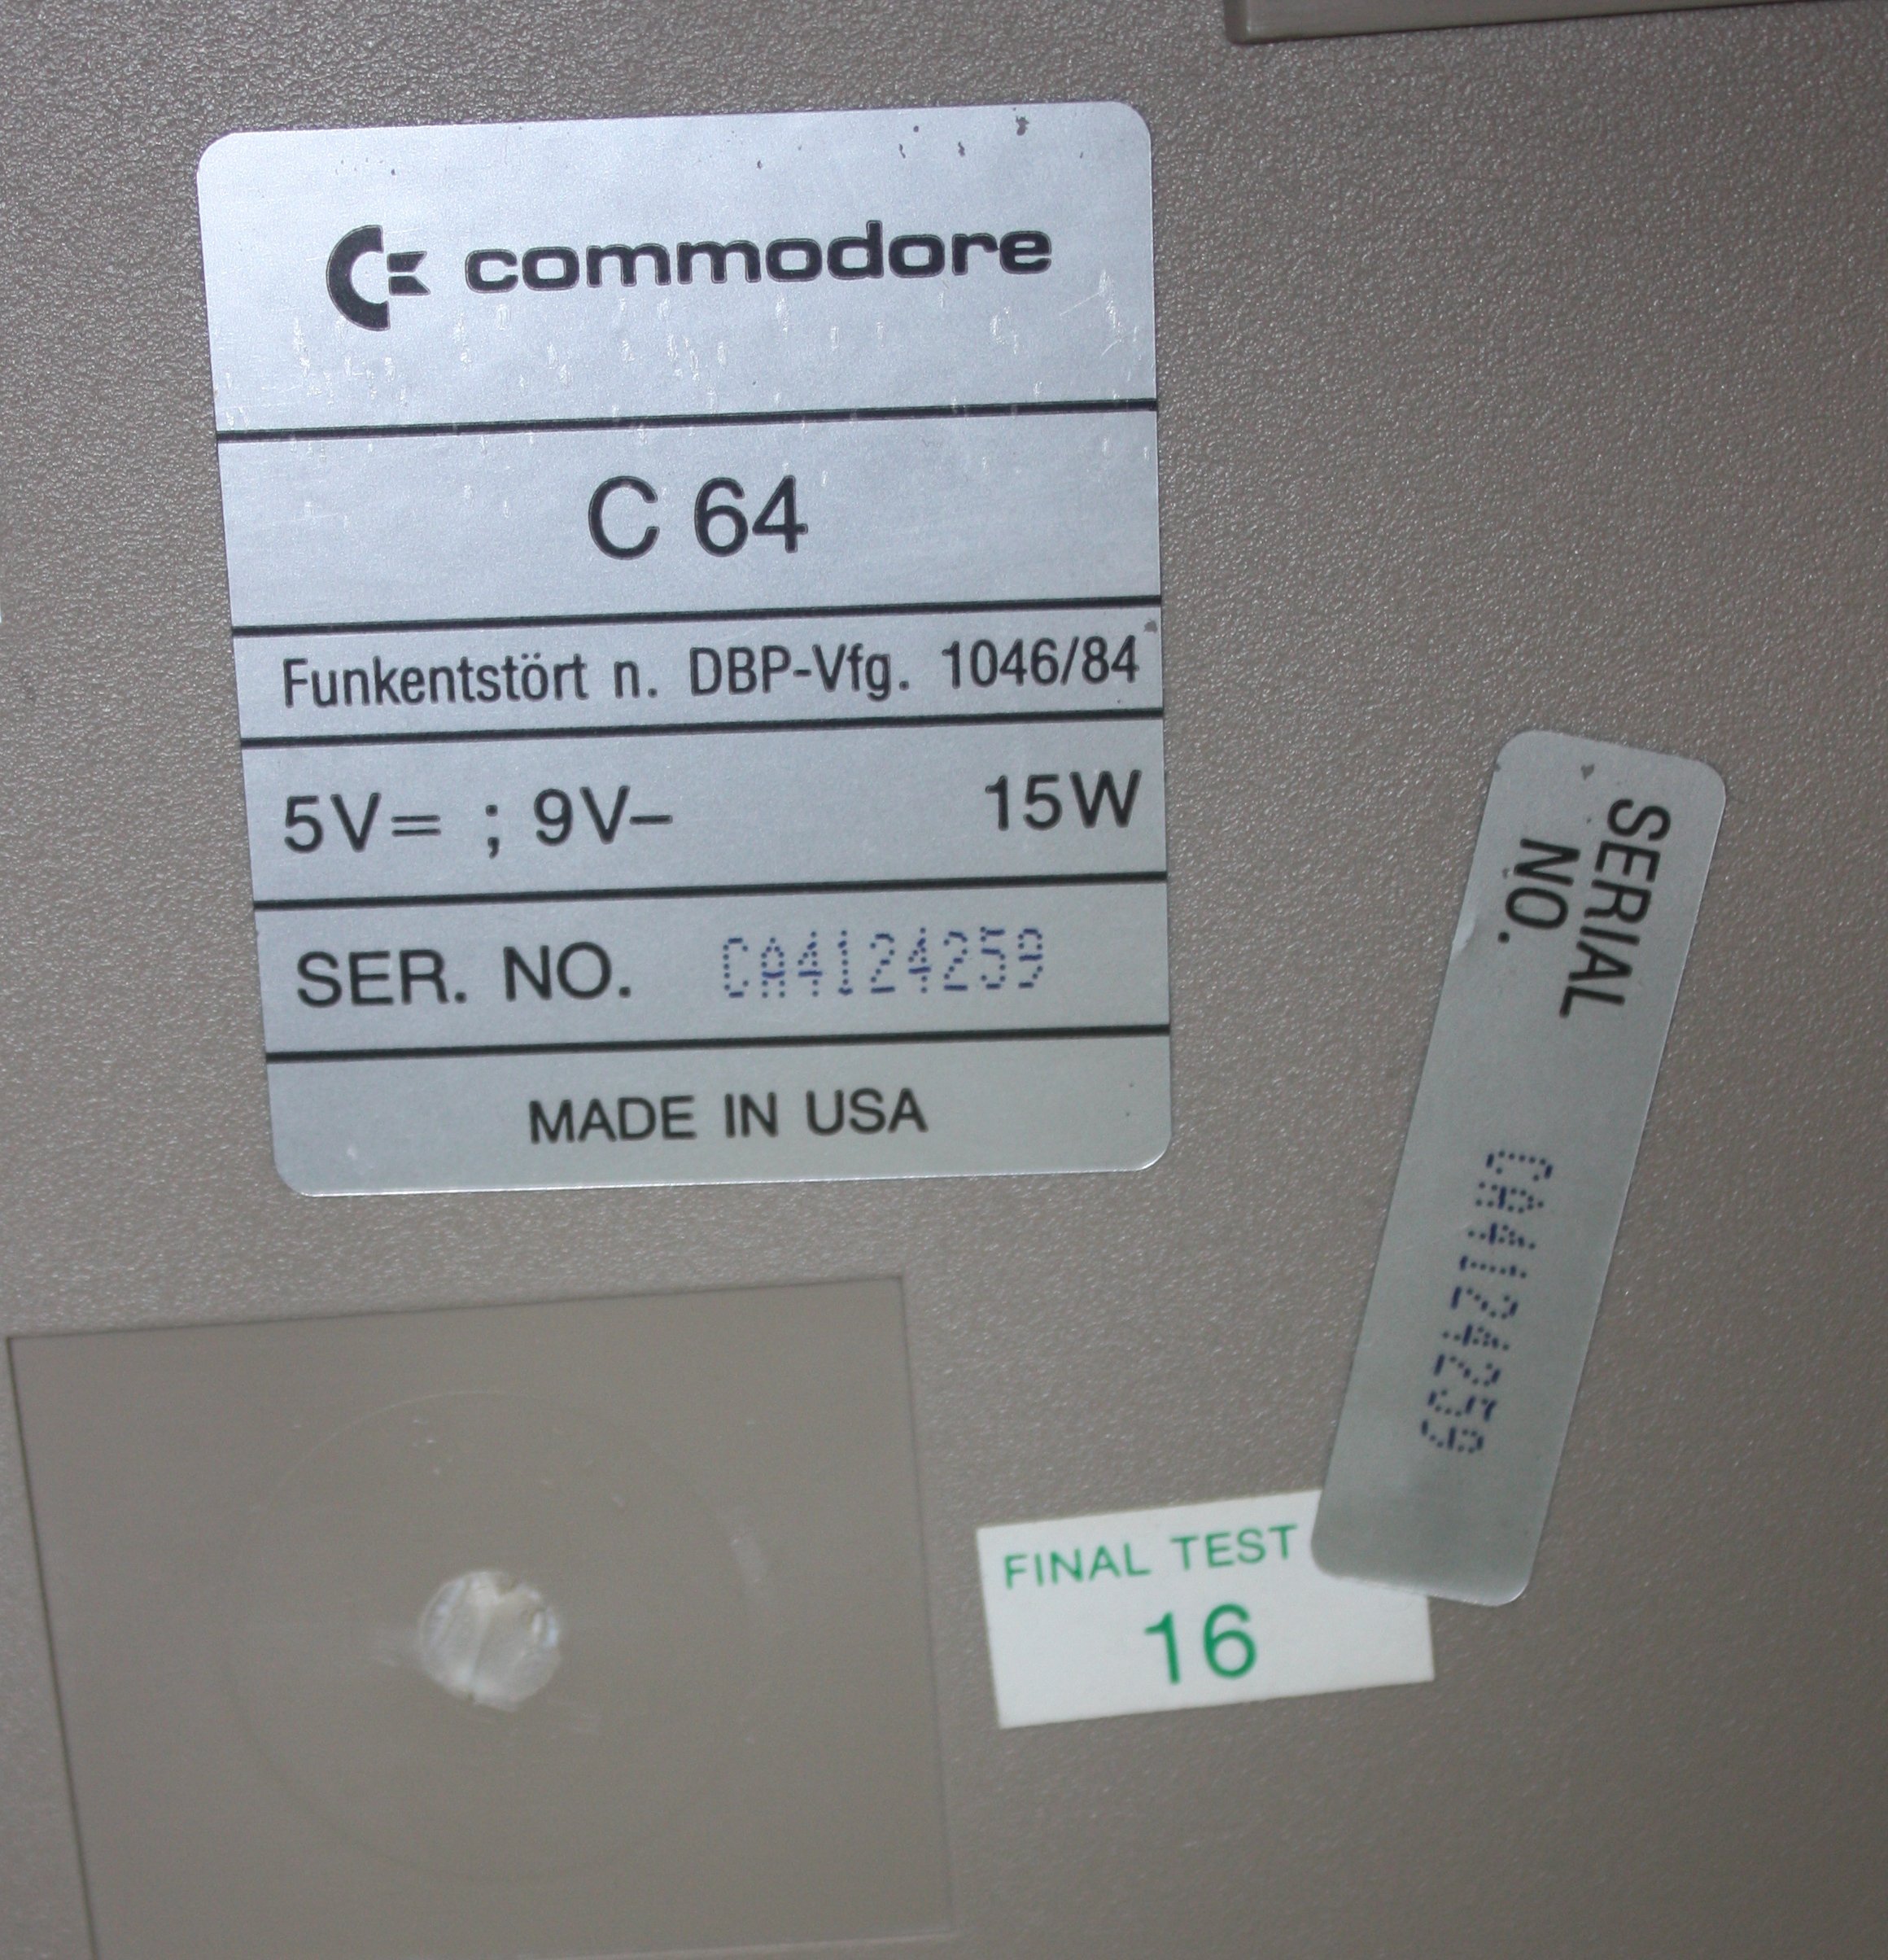 commodore
C 64
Funkentstört n. DBP-Vfg. 1046/84
5V= ; 9V– 15W
SER. NO. CA4124259
MADE IN USA
SERIAL
NO. CA4124259
FINAL TEST
16